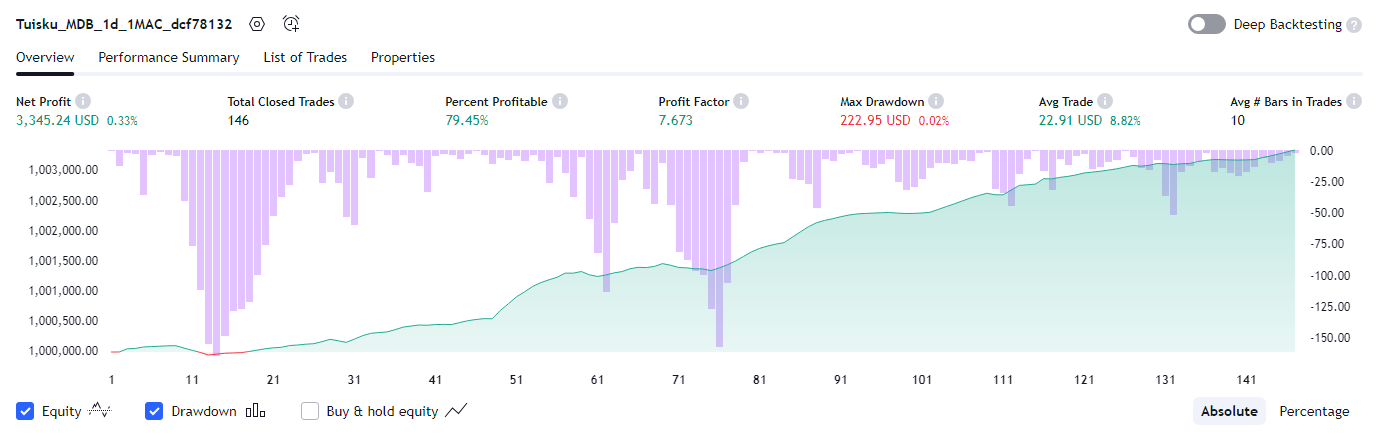 Tuisku_MDB_1d_1MAC_dcf78132
Deep Backtesting ?
Overview Performance Summary List of Trades Properties
Net Profit i Total Closed Trades i Percent Profitable i Profit Factor i Max Drawdown i Avg Trade i Avg # Bars in Trades i
3,345.24 USD 0.33% 146 79.45% 7.673 222.95 USD 0.02% 22.91 USD 8.82% 10
1,003,000.00
1,002,500.00
1,002,000.00
1,001,500.00
1,001,000.00
1,000,500.00
1,000,000.00
0.00
-25.00
-50.00
-75.00
-100.00
-125.00
-150.00
1 11 21 31 41 51 61 71 81 91 101 111 121 131 141
Equity Drawdown Buy & hold equity Absolute Percentage